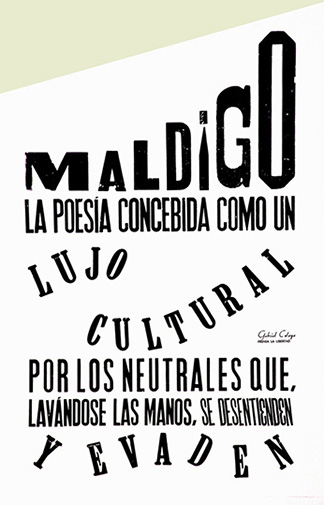 MALDiGO
LA POESÍA CONCEBIDA COMO UN
LUJO
CULTURAL
Gabriel Celaya
POR LOS NEUTRALES QUE,
LAVÁNDOSE LAS MANOS, SE DESENTIENDEN
Y EVADEN